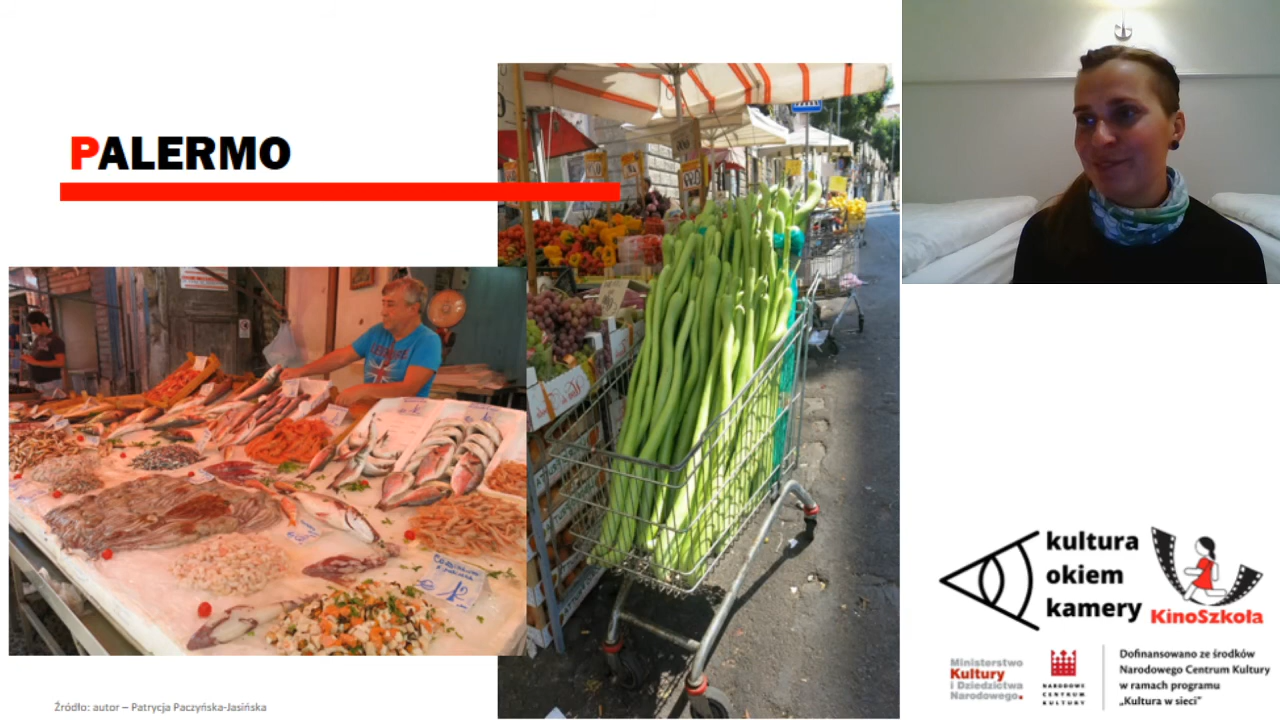 PALERMO
Źródło: autor – Patrycja Paczyńska-Jasińska
kultura
okiem
kamery
KinoSzkoła
Ministerstwo
Kultury
i Dziedzictwa
Narodowego.
NARODOWE
CENTRUM
KULTURY
Dofinansowano ze środków
Narodowego Centrum Kultury
w ramach programu
„Kultura w sieci”